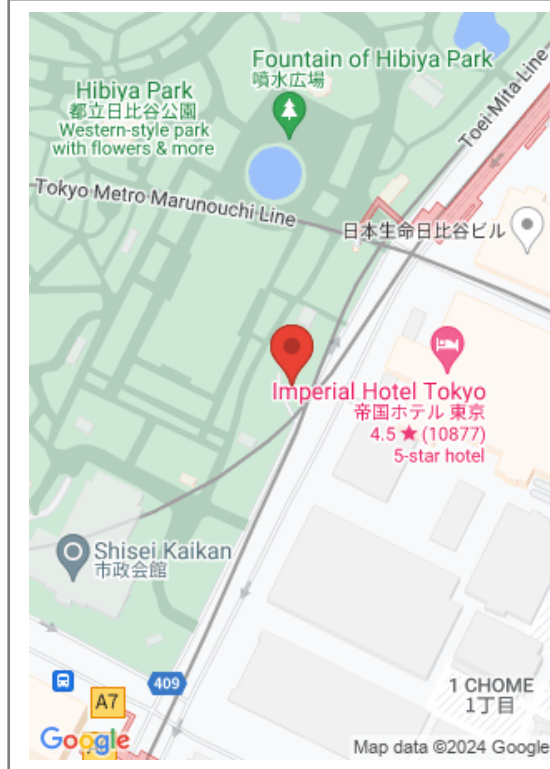 Fountain of Hibiya Park
噴水広場
Hibiya Park
都立日比谷公園
Western-style park
with flowers & more
Toei Mita Line
Tokyo Metro Marunouchi Line
日本生命日比谷ビル
Imperial Hotel Tokyo
帝国ホテル 東京
4.5 ★ (10877)
5-star hotel
Shisei Kaikan
市政会館
409
A7
1 CHOME
1丁目
Google
Map data ©2024 Google